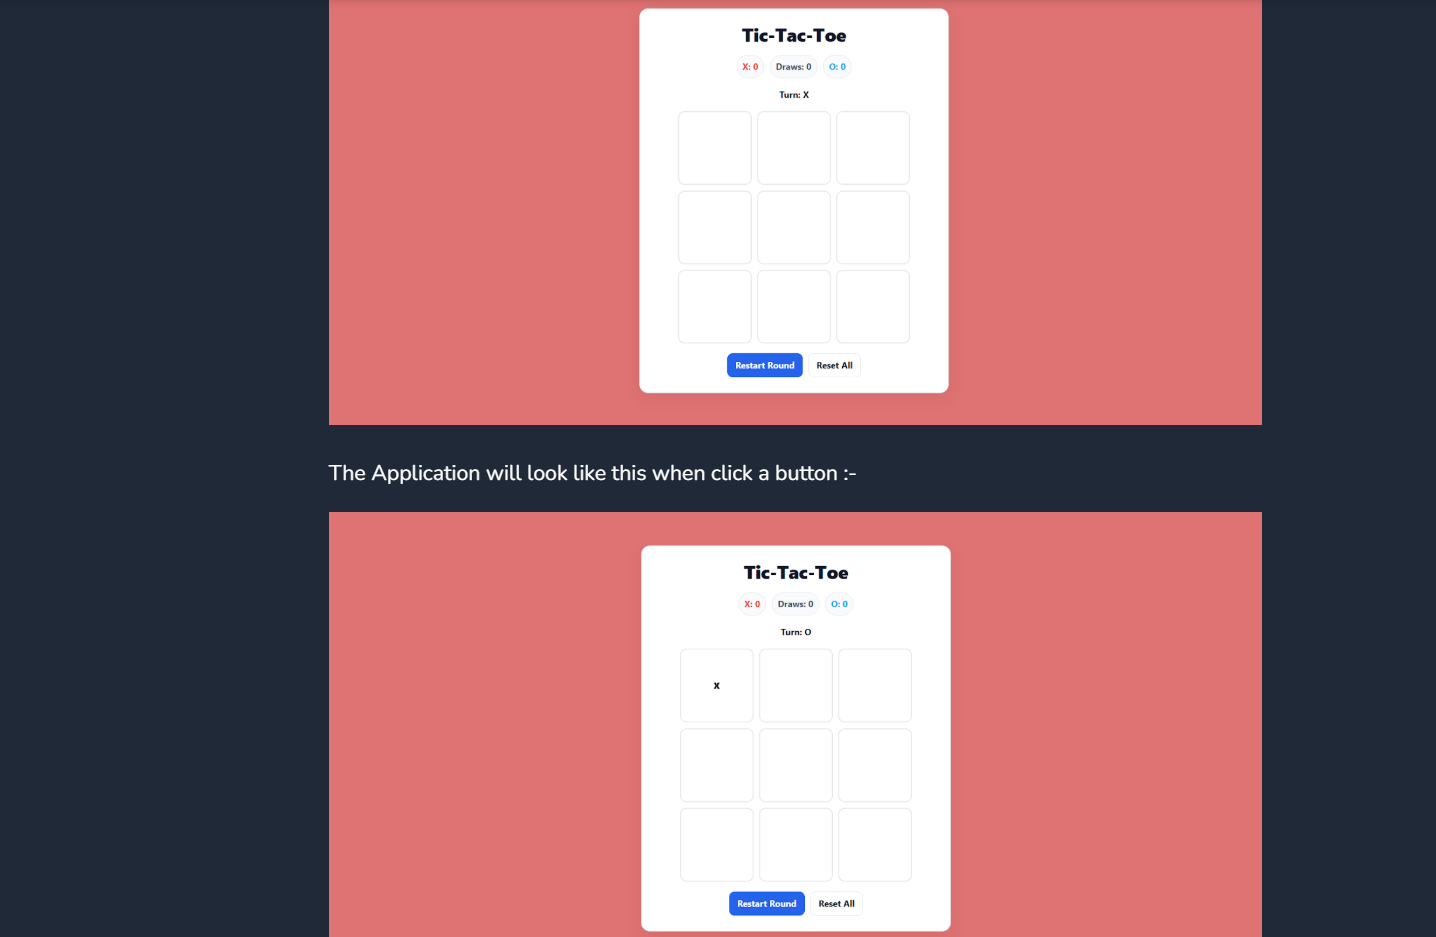 Tic-Tac-Toe
X: 0 Draws: 0 O: 0
Turn: X
Restart Round Reset All
The Application will look like this when click a button :-
Tic-Tac-Toe
X: 0 Draws: 0 O: 0
Turn: O
X
Restart Round Reset All